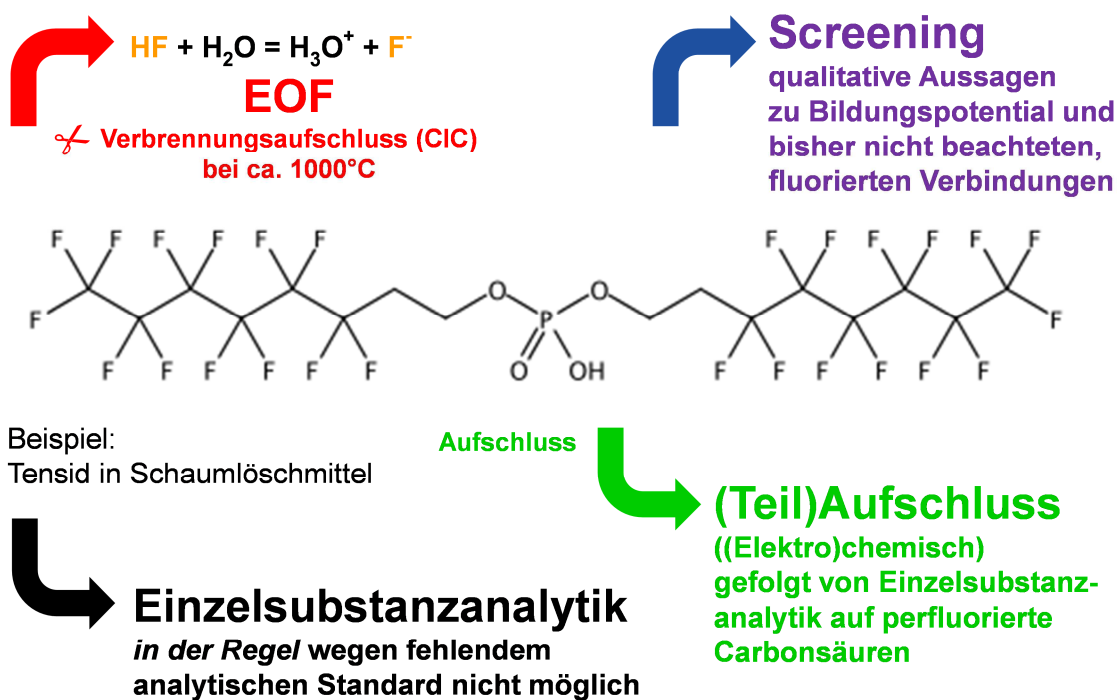 HF + H₂O = H₃O⁺ + F⁻
EOF
Verbrennungsaufschluss (CIC)
bei ca. 1000°C
Screening
qualitative Aussagen
zu Bildungspotential und
bisher nicht beachteten,
fluorierten Verbindungen
F F F F F F F F F F F F
F O O F
P
F F F F F F O OH F F F F F F
Beispiel:
Tensid in Schaumlöschmittel
Aufschluss
(Teil)Aufschluss
((Elektro)chemisch)
gefolgt von Einzelsubstanz-
analytik auf perfluorierte
Carbonsäuren
Einzelsubstanzanalytik
in der Regel wegen fehlendem
analytischen Standard nicht möglich